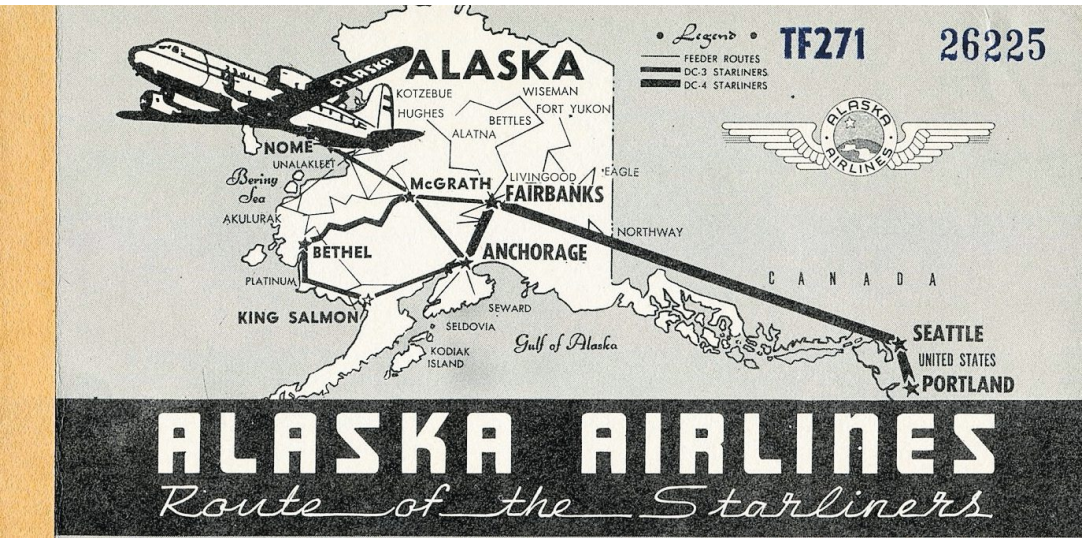 Legend
FEEDER ROUTES
DC-3 STARLINERS
DC-4 STARLINERS
TF271 26225
ALASKA
ALASKA
ALASKA
AIRLINES
KOTZEBUE
WISEMAN
HUGHES
BETTLES
FORT YUKON
ALATNA
NOME
UNALAKLEET
Bering
Sea
McGRATH
LIVINGOOD
EAGLE
FAIRBANKS
AKULURAK
NORTHWAY
BETHEL
ANCHORAGE
PLATINUM
CANADA
KING SALMON
SEWARD
SELDOVIA
KODIAK
ISLAND
Gulf of Alaska
SEATTLE
UNITED STATES
PORTLAND
ALASKA AIRLINES
Route of the Starliners